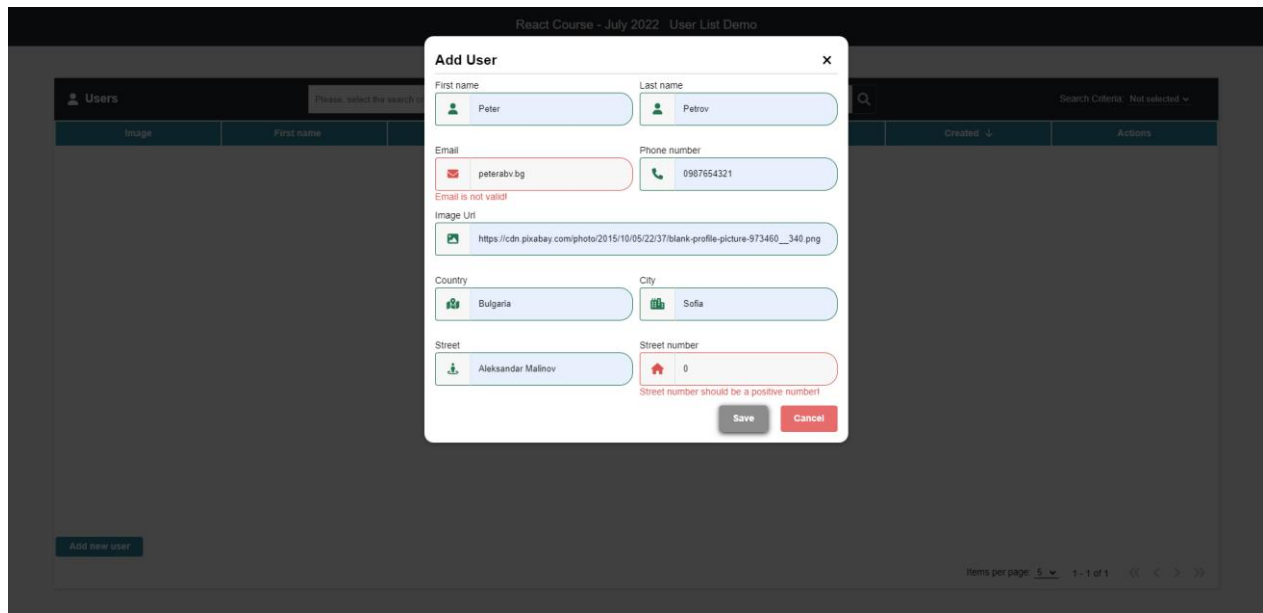 React Course - July 2022 User List Demo
Add User
First name Last name
Peter Petrov
Users Please, select the search Search Criteria: Not selected
Image First name Created ↓ Actions
Email Phone number
peterabv.bg 0987654321
Email is not valid!
Image Url
https://cdn.pixabay.com/photo/2015/10/05/22/37/blank-profile-picture-973460__340.png
Country City
Bulgaria Sofia
Street Street number
Aleksandar Malinov 0
Street number should be a positive number!
Save Cancel
Add new user
Items per page: 5 1 - 1 of 1